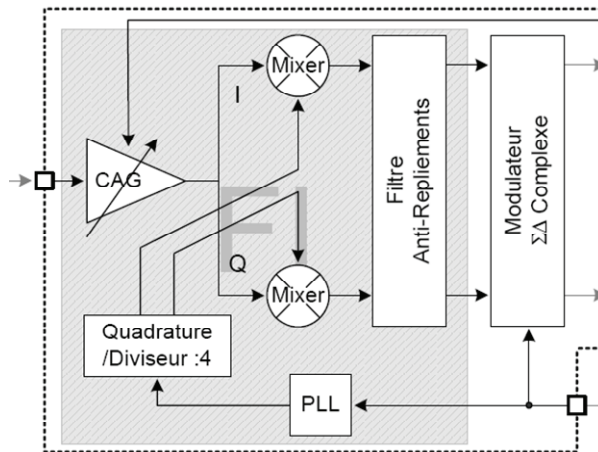 Mixer
I
CAG
FI
Q
Mixer
Filtre
Anti-Repliements
Modulateur
ΣΔ Complexe
Quadrature
/Diviseur :4
PLL